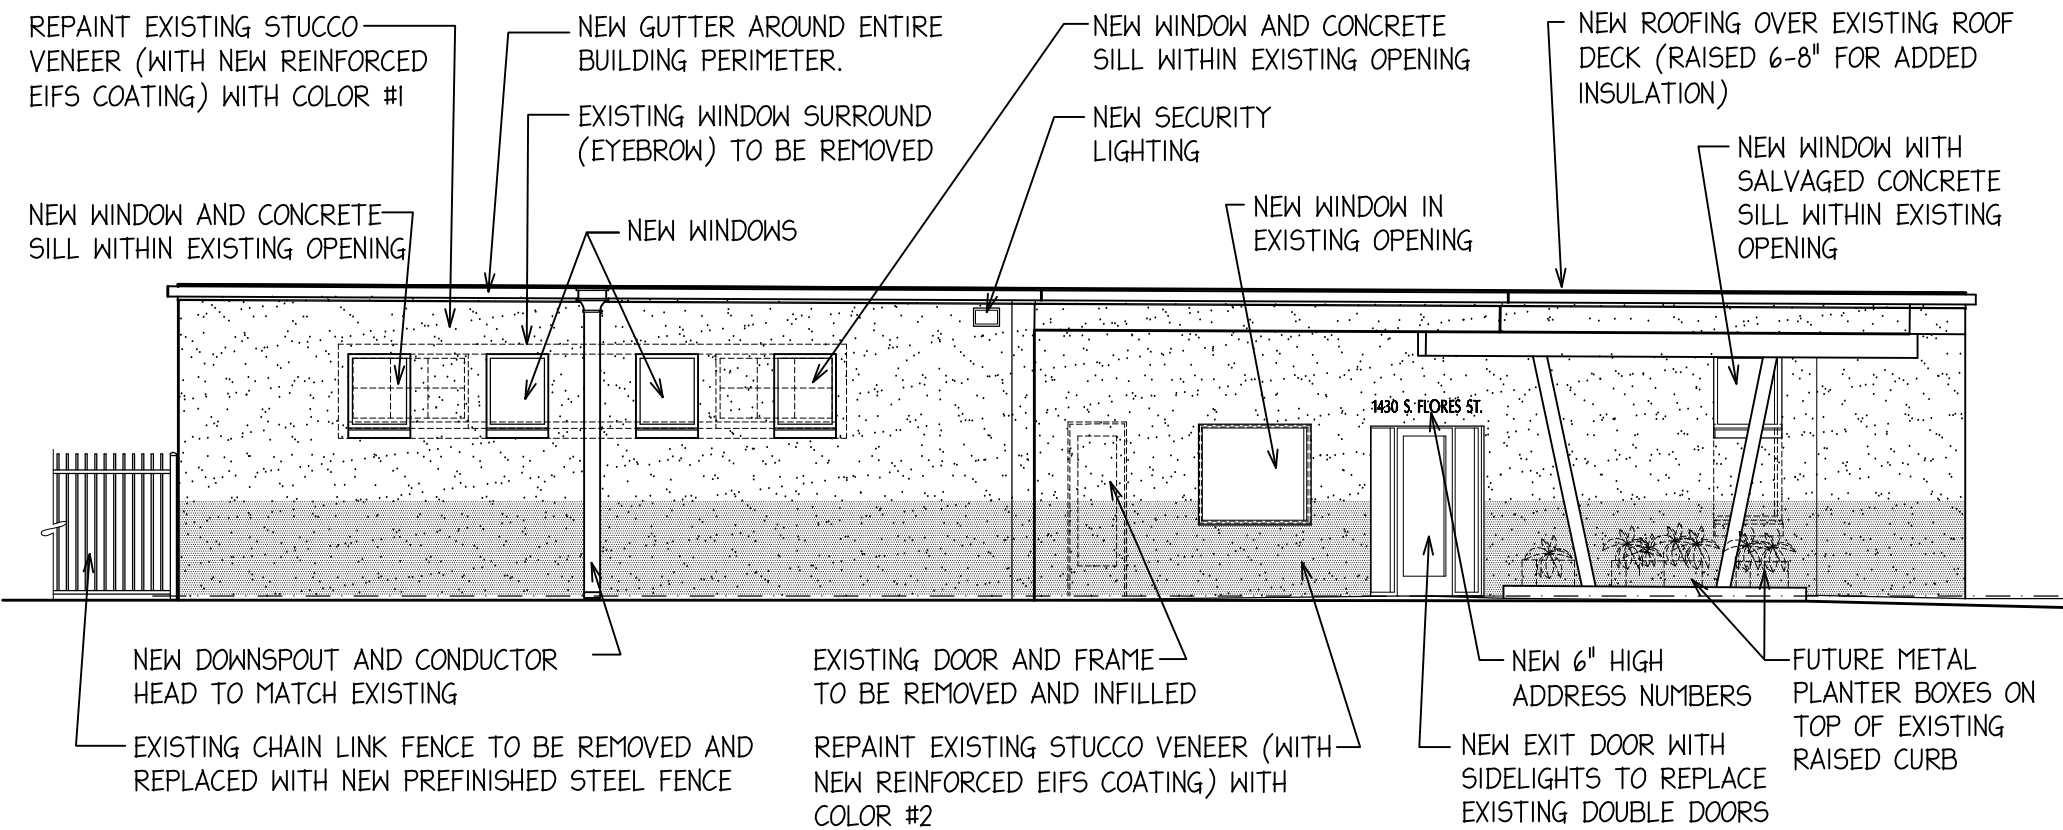 REPAINT EXISTING STUCCO
VENEER (WITH NEW REINFORCED
EIFS COATING) WITH COLOR #1
NEW GUTTER AROUND ENTIRE
BUILDING PERIMETER.
EXISTING WINDOW SURROUND
(EYEBROW) TO BE REMOVED
NEW WINDOW AND CONCRETE
SILL WITHIN EXISTING OPENING
NEW SECURITY
LIGHTING
NEW ROOFING OVER EXISTING ROOF
DECK (RAISED 6-8" FOR ADDED
INSULATION)
NEW WINDOW WITH
SALVAGED CONCRETE
SILL WITHIN EXISTING
OPENING
NEW WINDOW AND CONCRETE
SILL WITHIN EXISTING OPENING
NEW WINDOWS
NEW WINDOW IN
EXISTING OPENING
1430 S. FLORES ST.
NEW DOWNSPOUT AND CONDUCTOR
HEAD TO MATCH EXISTING
EXISTING CHAIN LINK FENCE TO BE REMOVED AND
REPLACED WITH NEW PREFINISHED STEEL FENCE
EXISTING DOOR AND FRAME
TO BE REMOVED AND INFILLED
REPAINT EXISTING STUCCO VENEER (WITH
NEW REINFORCED EIFS COATING) WITH
COLOR #2
NEW 6" HIGH
ADDRESS NUMBERS
NEW EXIT DOOR WITH
SIDELIGHTS TO REPLACE
EXISTING DOUBLE DOORS
FUTURE METAL
PLANTER BOXES ON
TOP OF EXISTING
RAISED CURB